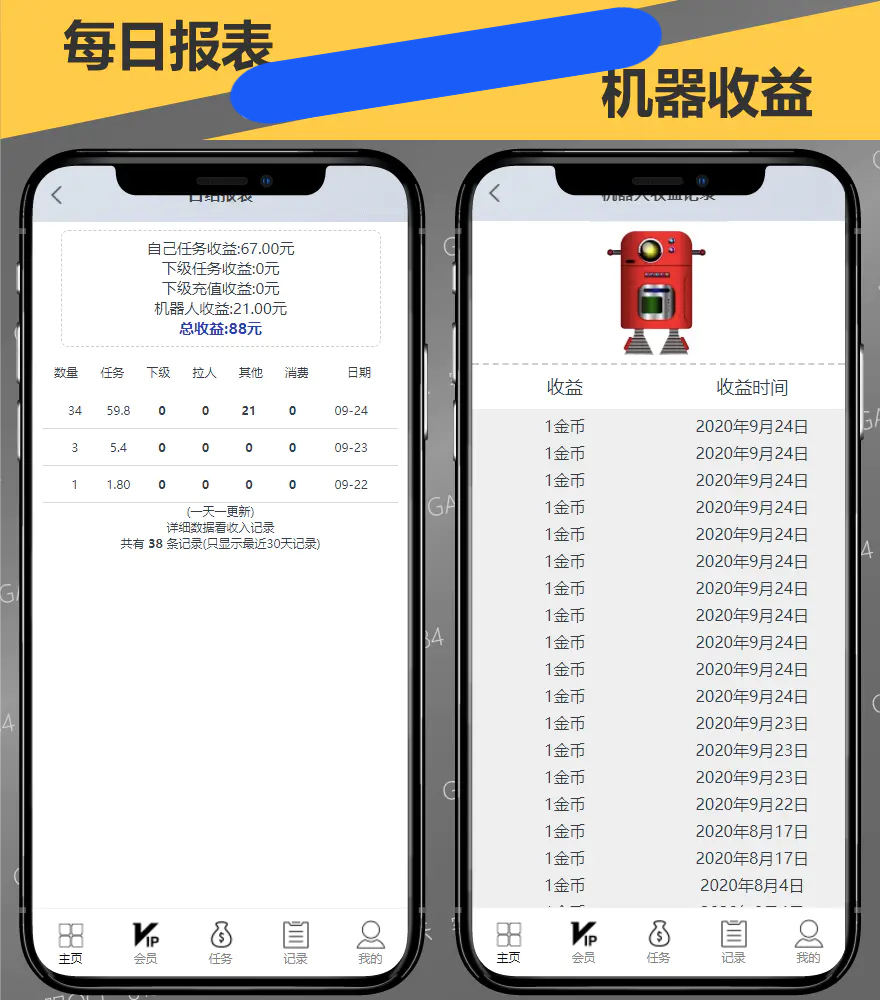 每日报表
机器收益
日结报表
自己任务收益:67.00元
下级任务收益:0元
下级充值收益:0元
机器人收益:21.00元
总收益:88元
数量 任务 下级 拉人 其他 消费 日期
34 59.8 0 0 21 0 09-24
3 5.4 0 0 0 0 09-23
1 1.80 0 0 0 0 09-22
(一天一更新)
详细数据看收入记录
共有 38 条记录(只显示最近30天记录)
主页 VIP 会员 $ 任务 记录 我的
机器人收益记录
收益 收益时间
1金币 2020年9月24日
1金币 2020年9月24日
1金币 2020年9月24日
1金币 2020年9月24日
1金币 2020年9月24日
1金币 2020年9月24日
1金币 2020年9月24日
1金币 2020年9月24日
1金币 2020年9月24日
1金币 2020年9月24日
1金币 2020年9月24日
1金币 2020年9月23日
1金币 2020年9月23日
1金币 2020年9月23日
1金币 2020年9月22日
1金币 2020年8月17日
1金币 2020年8月17日
1金币 2020年8月4日
主页 VIP 会员 $ 任务 记录 我的